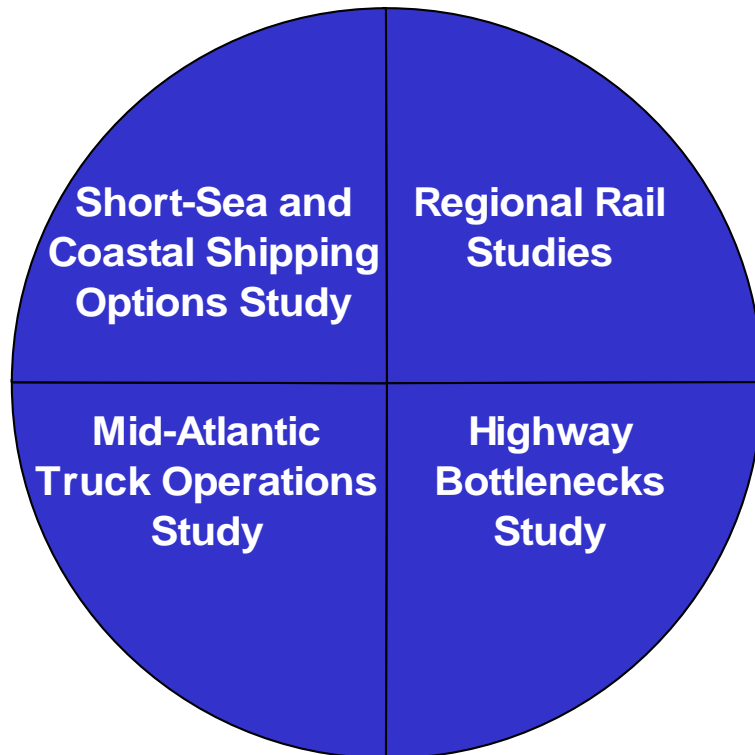 Short-Sea and
Coastal Shipping
Options Study
Regional Rail
Studies
Mid-Atlantic
Truck Operations
Study
Highway
Bottlenecks
Study